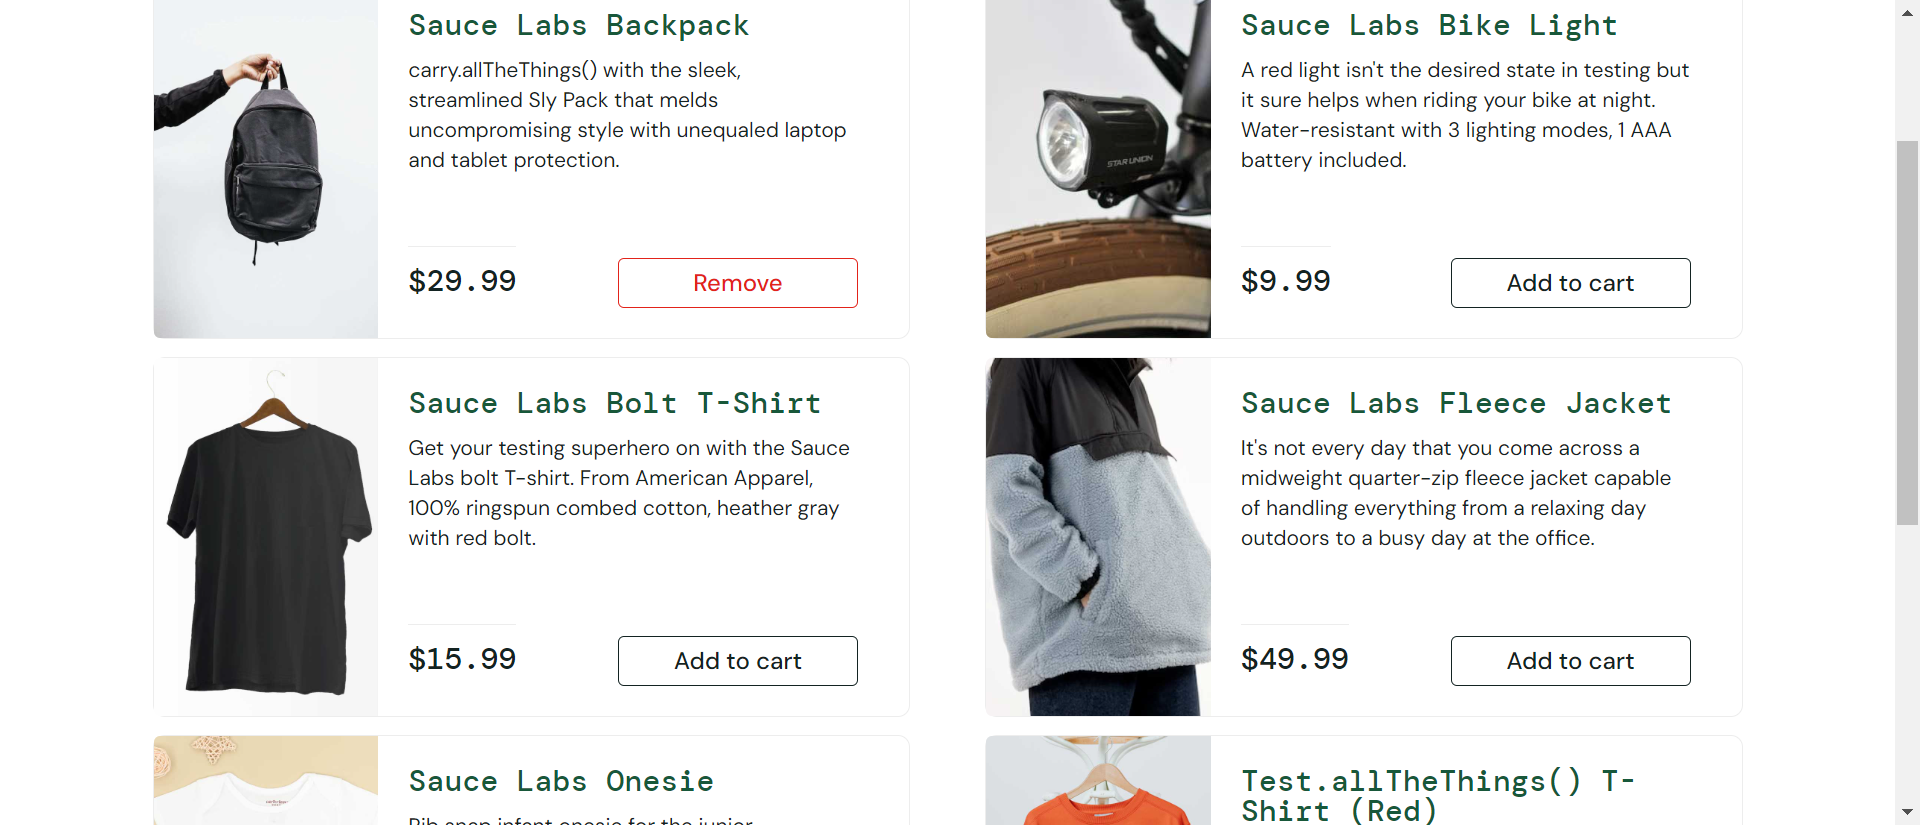 Sauce Labs Backpack
carry.allTheThings() with the sleek,
streamlined Sly Pack that melds
uncompromising style with unequaled laptop
and tablet protection.
$29.99
Remove
Sauce Labs Bike Light
A red light isn't the desired state in testing but
it sure helps when riding your bike at night.
Water-resistant with 3 lighting modes, 1 AAA
battery included.
STAR UNION
$9.99
Add to cart
Sauce Labs Bolt T-Shirt
Get your testing superhero on with the Sauce
Labs bolt T-shirt. From American Apparel,
100% ringspun combed cotton, heather gray
with red bolt.
$15.99
Add to cart
Sauce Labs Fleece Jacket
It's not every day that you come across a
midweight quarter-zip fleece jacket capable
of handling everything from a relaxing day
outdoors to a busy day at the office.
$49.99
Add to cart
Sauce Labs Onesie
Rib snap infant onesie for the junior
Test.allTheThings() T-
Shirt (Red)